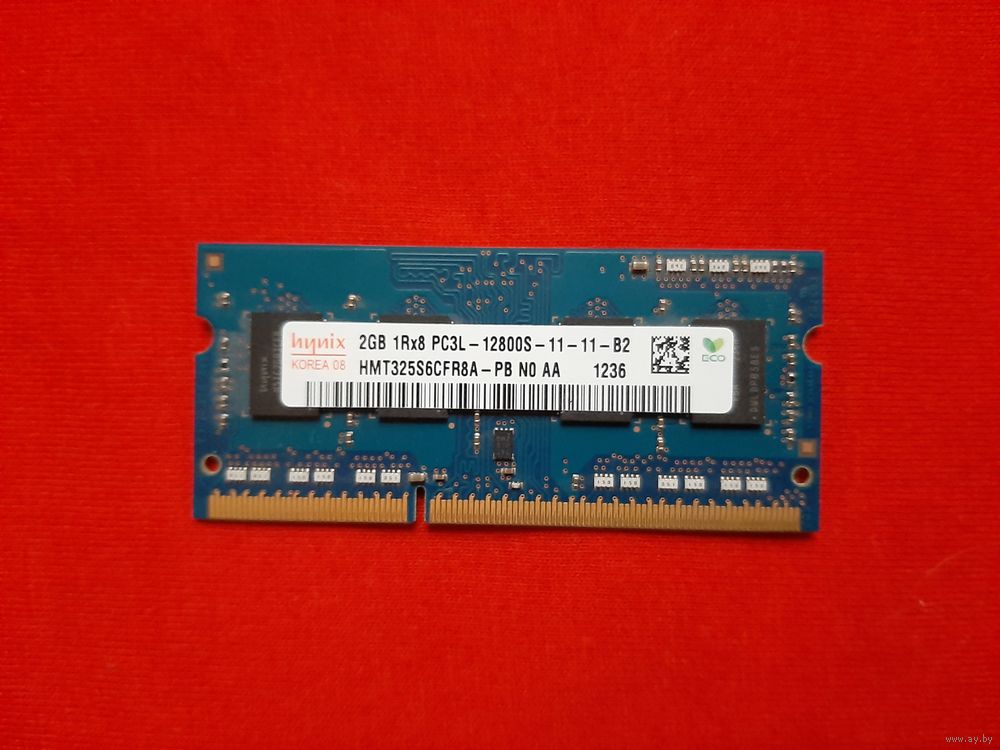 hynix
KOREA 08
2GB 1Rx8 PC3L-12800S-11-11-B2
HMT325S6CFR8A-PB N0 AA 1236
ECO
www.ay.by